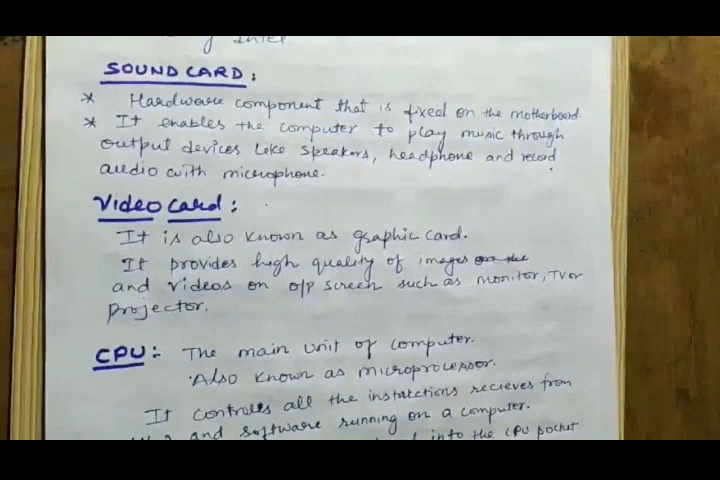 Intel.
SOUND CARD:
* Hardware component that is fixed on the motherboard.
* It enables the computer to play music through
output devices like speakers, headphone and record
audio with microphone.
Video card:
It is also known as graphic card.
It provides high quality of images on the
and videos on o/p screen such as monitor, TV or
projector.
CPU: The main unit of computer.
Also known as microprocessor.
It controlls all the instructions recieves from
and software running on a computer.
into the CPU pocket